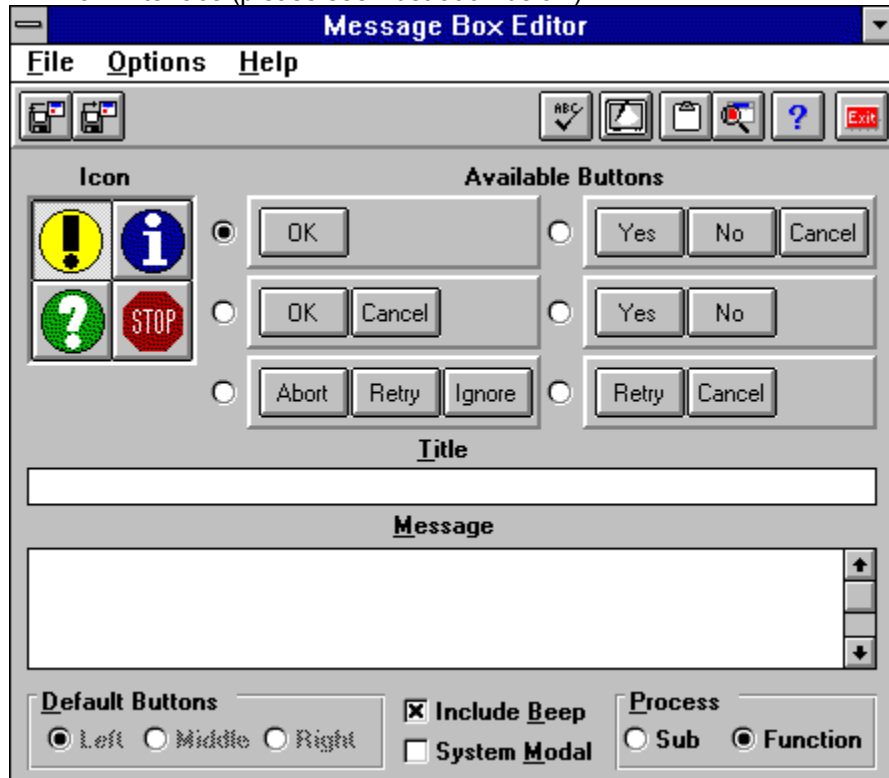 Message Box Editor
File Options Help
ABC Exit
Icon Available Buttons
OK Yes No Cancel
STOP OK Cancel Yes No
Abort Retry Ignore Retry Cancel
Title
Message
Default Buttons Process
Include Beep
Left Middle Right Sub Function
System Modal